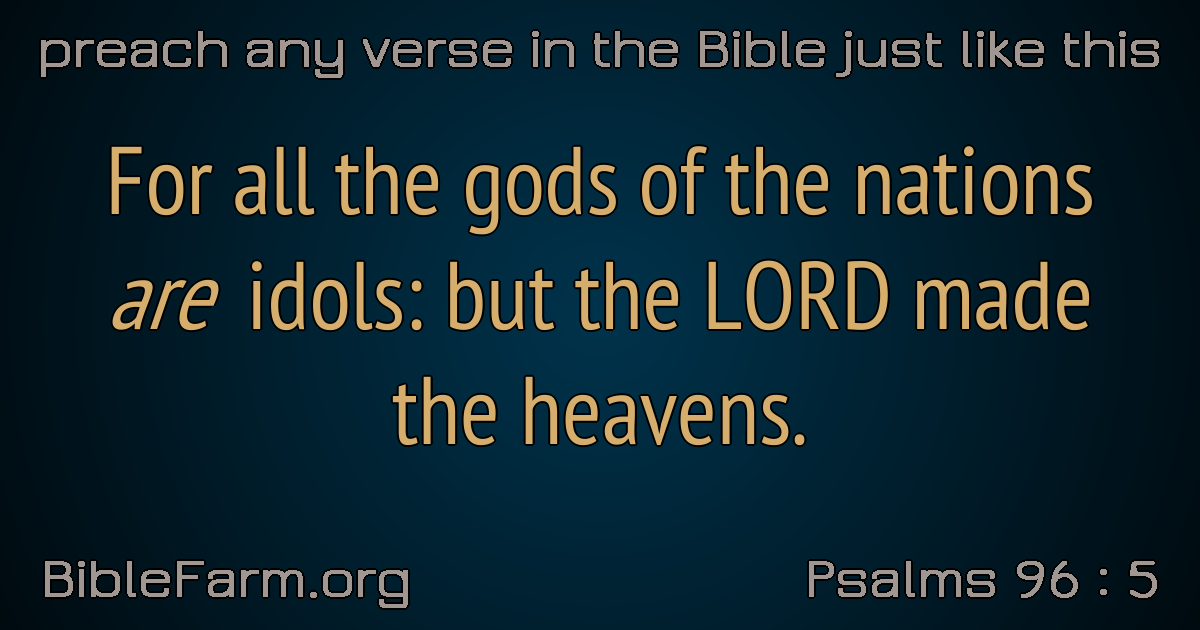 preach any verse in the Bible just like this
For all the gods of the nations
are idols: but the LORD made
the heavens.
BibleFarm.org
Psalms 96 : 5